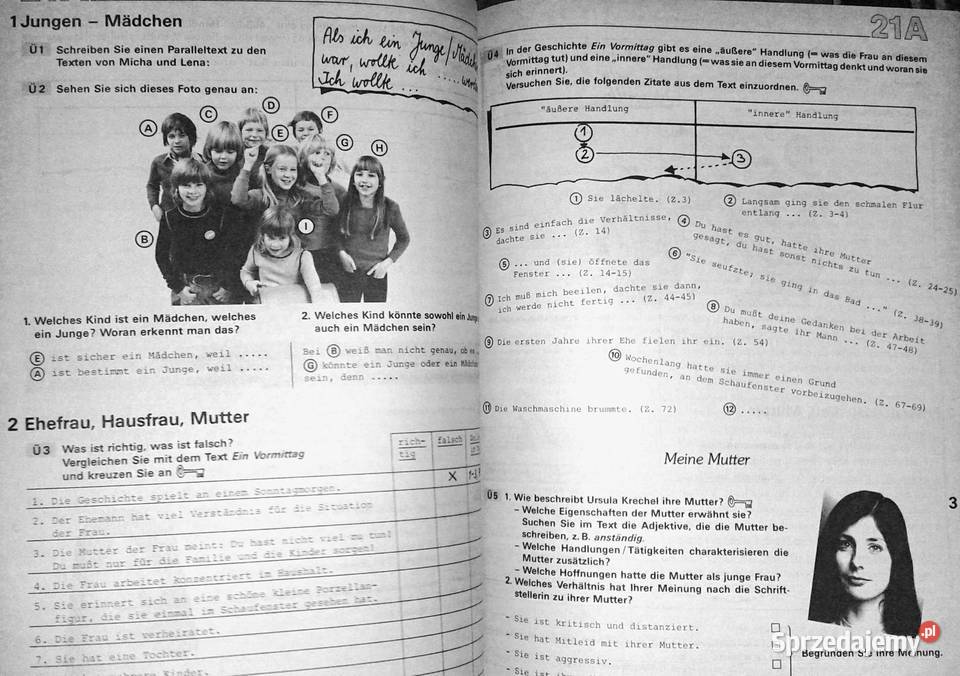 1 Jungen – Mädchen
Ü1 Schreiben Sie einen Paralleltext zu den
Texten von Micha und Lena:
Als ich ein Junge/Mädchen
war, wollt ich .....
Ich wollt ...
Ü2 Sehen Sie sich dieses Foto genau an:
A
B
C
D
E
F
G
H
I
1. Welches Kind ist ein Mädchen, welches
ein Junge? Woran erkennt man das?
E ist sicher ein Mädchen, weil .....
A ist bestimmt ein Junge, weil .....
2. Welches Kind könnte sowohl ein Junge
auch ein Mädchen sein?
Bei B weiß man nicht genau, ob es
G könnte ein Junge oder ein Mädchen
sein, denn .....
2 Ehefrau, Hausfrau, Mutter
Ü3 Was ist richtig, was ist falsch?
Vergleichen Sie mit dem Text Ein Vormittag
und kreuzen Sie an
rich-
tig
falsch
X
1. Die Geschichte spielt an einem Sonntagmorgen.
2. Der Ehemann hat viel Verständnis für die Situation
der Frau.
3. Die Mutter der Frau meint: Du hast nicht viel zu tun!
Du mußt nur für die Familie und die Kinder sorgen!
4. Die Frau arbeitet konzentriert im Haushalt.
5. Sie erinnert sich an eine schöne kleine Porzellan-
figur, die sie einmal im Schaufenster gesehen hat.
6. Die Frau ist verheiratet.
7. Sie hat eine Tochter.
Kinder.
21A
Ü4 In der Geschichte Ein Vormittag gibt es eine „äußere" Handlung (= was die Frau an diesem
Vormittag tut) und eine „innere" Handlung (= was sie an diesem Vormittag denkt und woran sie
sich erinnert).
Versuchen Sie, die folgenden Zitate aus dem Text einzuordnen.
"äußere Handlung
"innere" Handlung
1
2
3
1 Sie lächelte. (Z.3)
2 Langsam ging sie den schmalen Flur
entlang ... (Z. 3-4)
3 Es sind einfach die Verhältnisse,
dachte sie ... (Z. 14)
4 Du hast es gut, hatte ihre Mutter
gesagt, du hast sonst nichts zu tun ... (Z. 24-25)
5 ... und (sie) öffnete das
Fenster ... (Z. 14-15)
6 "Sie seufzte, sie ging in das Bad ..." (Z. 38-39)
7 Ich muß mich beeilen, dachte sie dann,
ich werde nicht fertig ... (Z. 44-45)
8 Du mußt deine Gedanken bei der Arbeit
haben, sagte ihr Mann ... (Z. 47-48)
9 Die ersten Jahre ihrer Ehe fielen ihr ein. (Z. 54)
10 Wochenlang hatte sie immer einen Grund
gefunden, an dem Schaufenster vorbeizugehen. (Z. 67-69)
11 Die Waschmaschine brummte. (Z. 72)
12 .....
Meine Mutter
Ü5 1. Wie beschreibt Ursula Krechel ihre Mutter?
– Welche Eigenschaften der Mutter erwähnt sie?
Suchen Sie im Text die Adjektive, die die Mutter be-
schreiben, z. B. anständig.
– Welche Handlungen/Tätigkeiten charakterisieren die
Mutter zusätzlich?
– Welche Hoffnungen hatte die Mutter als junge Frau?
2. Welches Verhältnis hat Ihrer Meinung nach die Schrift-
stellerin zu ihrer Mutter?
- Sie ist kritisch und distanziert.
- Sie hat Mitleid mit ihrer Mutter.
- Sie ist aggressiv.
- Sie ist
Begründen Sie Ihre Meinung.
3
Sprzedajemy.pl